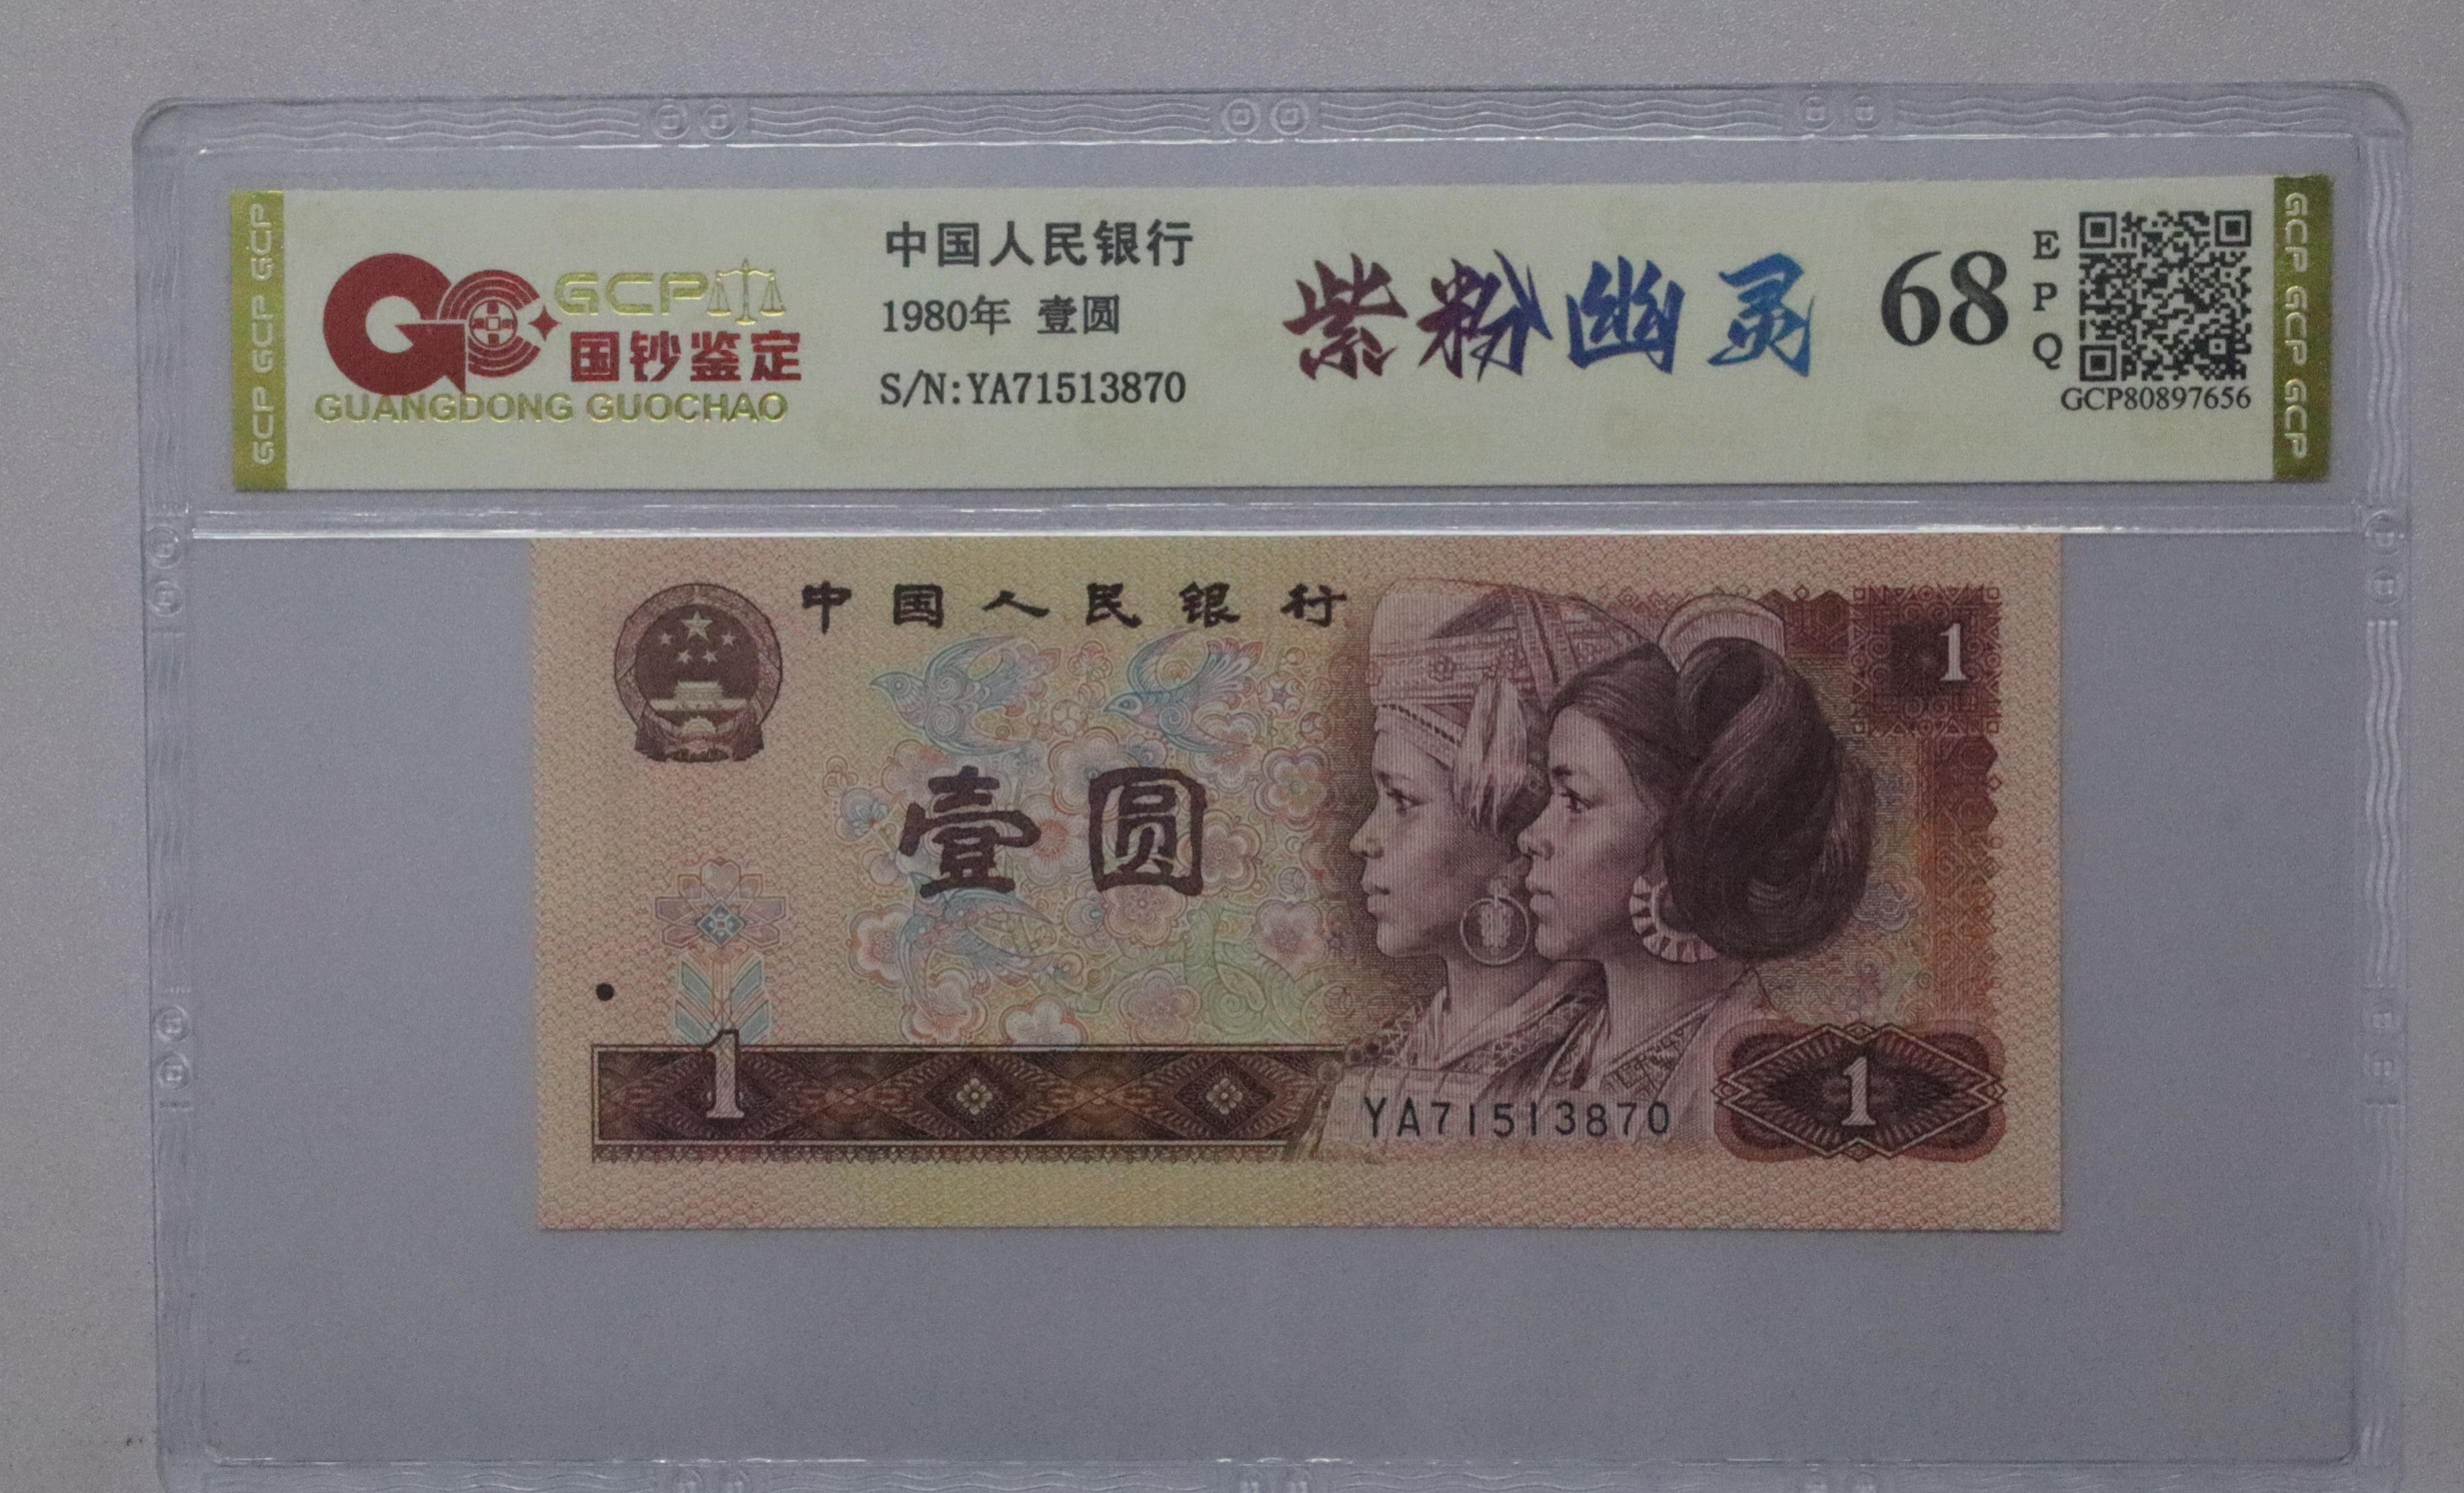 GCP GCP GCP
GCP
国钞鉴定
GUANGDONG GUOCHAO
中国人民银行
1980年 壹圆
S/N:YA71513870
紫粉幽灵
68
EPQ
GCP80897656
GCP GCP GCP
中国人民银行
1
壹圆
1
YA71513870
1